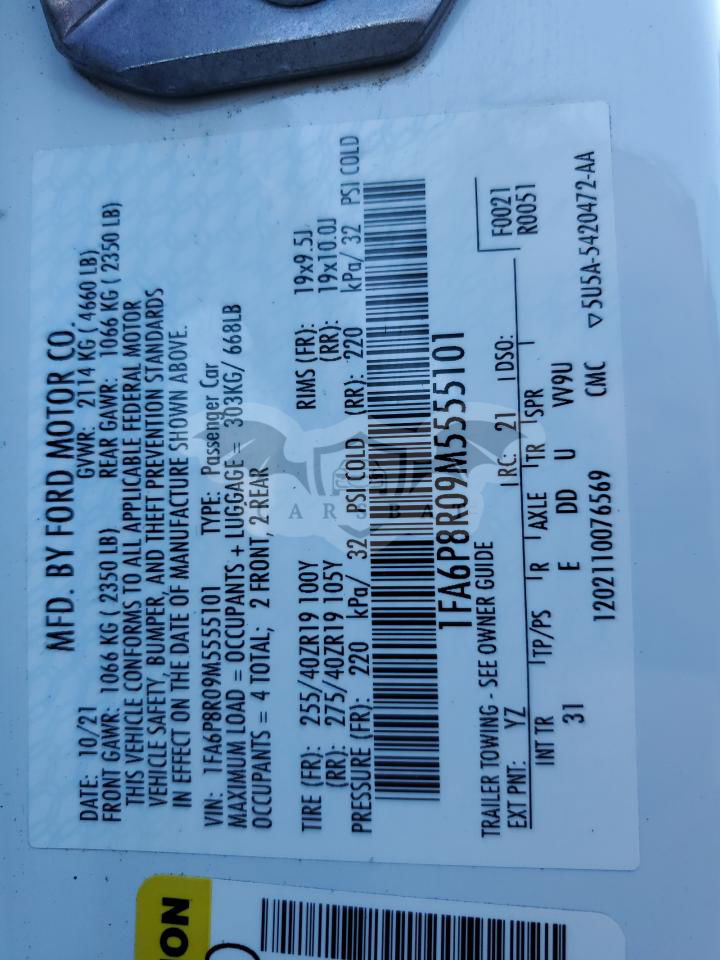 MFD. BY FORD MOTOR CO.
DATE: 10/21 GVWR: 2114 KG ( 4660 LB)
FRONT GAWR: 1066 KG ( 2350 LB) REAR GAWR: 1066 KG ( 2350 LB)
THIS VEHICLE CONFORMS TO ALL APPLICABLE FEDERAL MOTOR
VEHICLE SAFETY, BUMPER, AND THEFT PREVENTION STANDARDS
IN EFFECT ON THE DATE OF MANUFACTURE SHOWN ABOVE.
VIN: 1FA6P8R09M5555101 TYPE: Passenger Car
MAXIMUM LOAD = OCCUPANTS + LUGGAGE = 303KG/ 668LB
OCCUPANTS = 4 TOTAL; 2 FRONT, 2 REAR
TIRE (FR): 255/40ZR19 100Y RIMS (FR): 19x9.5J
(RR): 275/40ZR19 105Y (RR): 19x10.0J
PRESSURE (FR): 220 kPa/ 32 PSI COLD (RR): 220 kPa/ 32 PSI COLD
1FA6P8R09M5555101
TRAILER TOWING - SEE OWNER GUIDE F0021
EXT PNT: YZ RC: 21 DSO: R0051
INT TR TP/PS R AXLE TR SPR
31 E DD U VV9U
1202110076569 CMC ▽5U5A-5420472-AA
CARSBA
ION